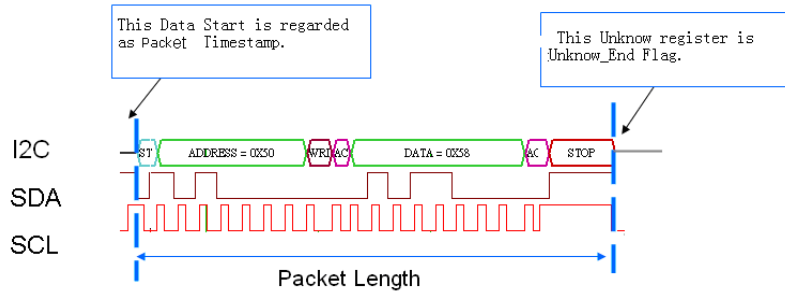 This Data Start is regarded
as Packet Timestamp.
This Unknow register is
Unknow_End Flag.
I2C
ST
ADDRESS = 0X50
WRI
AC
DATA = 0X58
AC
STOP
SDA
SCL
Packet Length